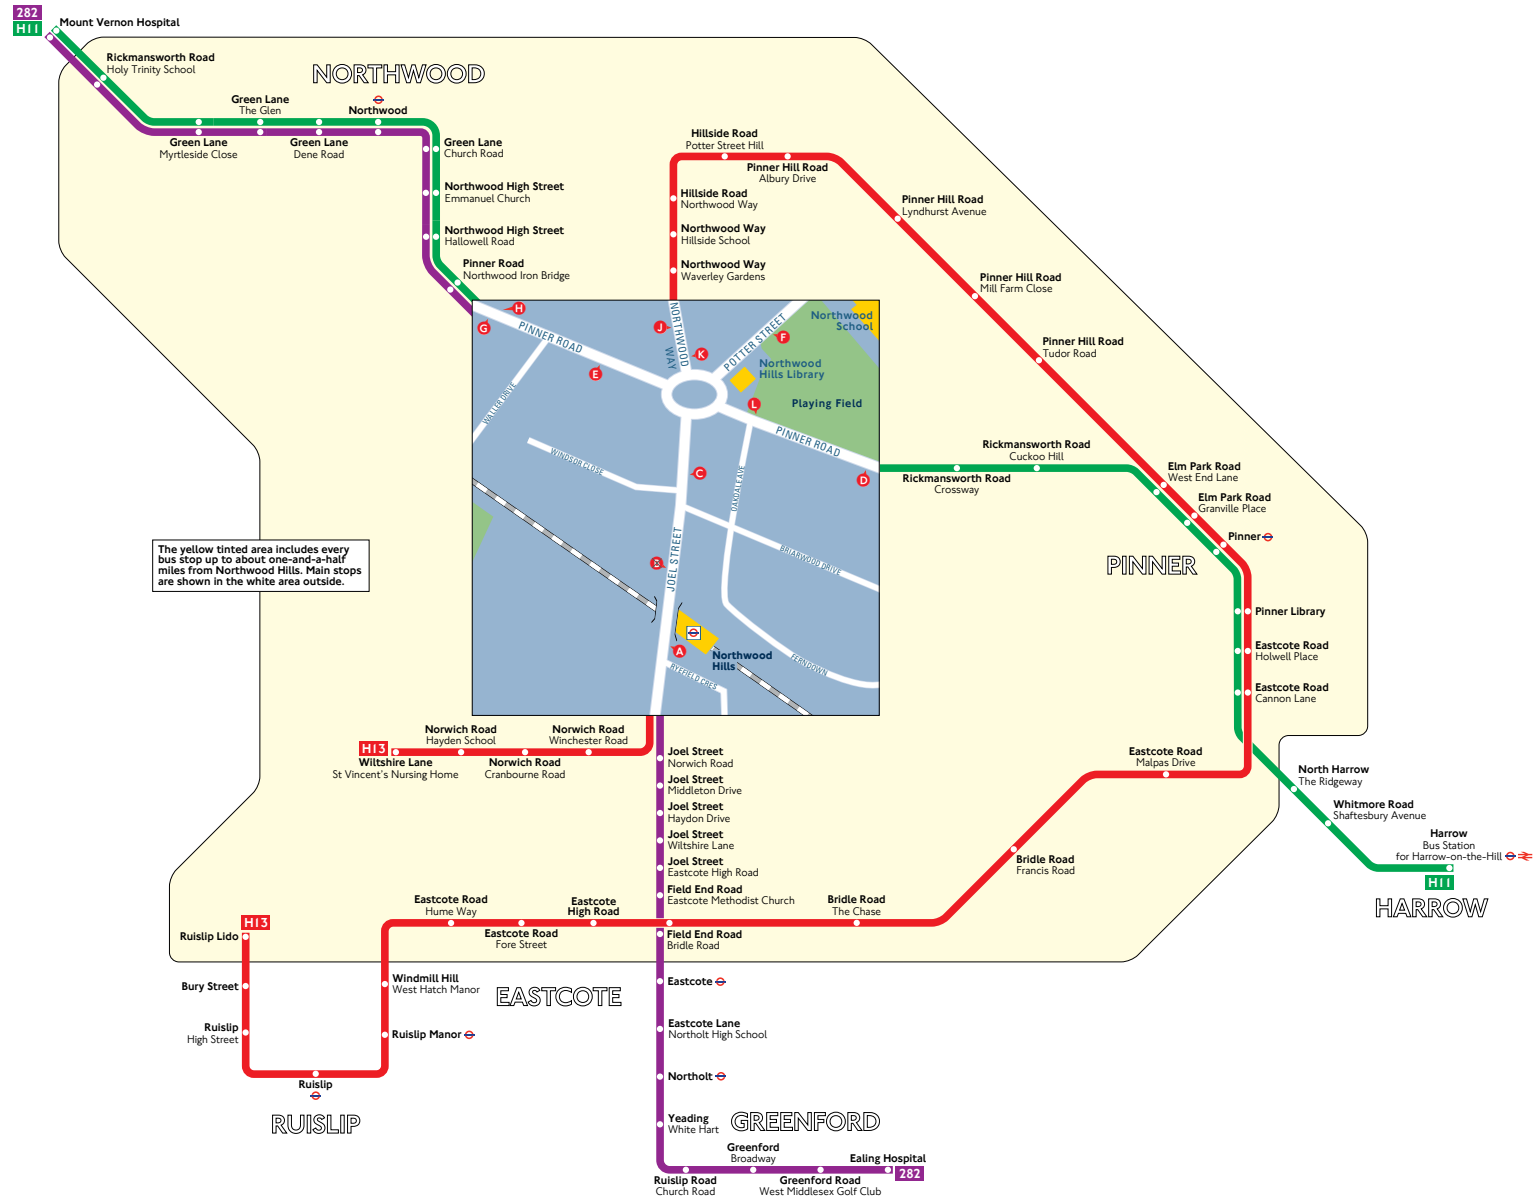 282
H11
Mount Vernon Hospital
Rickmansworth Road
Holy Trinity School
NORTHWOOD
Green Lane
The Glen
Northwood
Green Lane
Myrtleside Close
Green Lane
Dene Road
Green Lane
Church Road
Northwood High Street
Emmanuel Church
Northwood High Street
Hallowell Road
Pinner Road
Northwood Iron Bridge
Hillside Road
Potter Street Hill
Pinner Hill Road
Albury Drive
Hillside Road
Northwood Way
Northwood Way
Hillside School
Northwood Way
Waverley Gardens
Pinner Hill Road
Lyndhurst Avenue
Pinner Hill Road
Mill Farm Close
Pinner Hill Road
Tudor Road
H
G
PINNER ROAD
E
J
NORTHWOOD
WAY
K
POTTER STREET
F
Northwood
School
Northwood
Hills Library
L
Playing Field
PINNER ROAD
D
WALLER DRIVE
WINDSOR CLOSE
C
OAKDALE AVE
BRIARWOOD DRIVE
JOEL STREET
A
Northwood
Hills
FERNDOWN
RYEFIELD CRES
Rickmansworth Road
Cuckoo Hill
Rickmansworth Road
Crossway
Elm Park Road
West End Lane
Elm Park Road
Granville Place
Pinner
PINNER
Pinner Library
Eastcote Road
Holwell Place
Eastcote Road
Cannon Lane
The yellow tinted area includes every
bus stop up to about one-and-a-half
miles from Northwood Hills. Main stops
are shown in the white area outside.
H13
Wiltshire Lane
St Vincent's Nursing Home
Norwich Road
Hayden School
Norwich Road
Cranbourne Road
Norwich Road
Winchester Road
Joel Street
Norwich Road
Joel Street
Middleton Drive
Joel Street
Haydon Drive
Joel Street
Wiltshire Lane
Joel Street
Eastcote High Road
Field End Road
Eastcote Methodist Church
Field End Road
Bridle Road
Eastcote Road
Malpas Drive
North Harrow
The Ridgeway
Whitmore Road
Shaftesbury Avenue
Harrow
Bus Station
for Harrow-on-the-Hill
H11
HARROW
Bridle Road
Francis Road
Bridle Road
The Chase
Eastcote
High Road
Eastcote Road
Fore Street
Eastcote Road
Hume Way
H13
Ruislip Lido
Bury Street
Ruislip
High Street
Ruislip
RUISLIP
Windmill Hill
West Hatch Manor
Ruislip Manor
EASTCOTE
Eastcote
Eastcote Lane
Northolt High School
Northolt
Yeading
White Hart
GREENFORD
Greenford
Broadway
Ealing Hospital
282
Ruislip Road
Church Road
Greenford Road
West Middlesex Golf Club